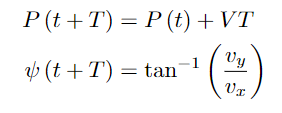 P (t + T) = P (t) + VT
ψ (t + T) = tan⁻¹ (v_y / v_x)